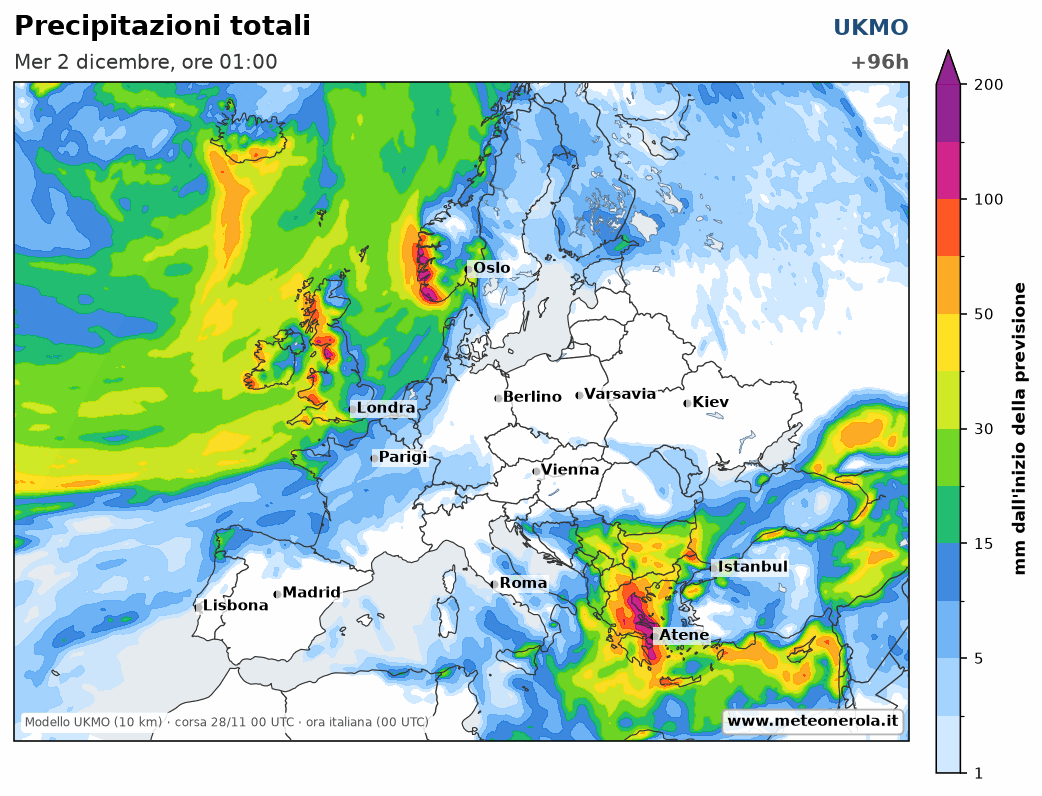 Precipitazioni totali
UKMO
Mer 2 dicembre, ore 01:00
+96h
200
100
50
30
15
5
1
mm dall'inizio della previsione
Oslo
Berlino
Varsavia
Kiev
Londra
Parigi
Vienna
Istanbul
Roma
Madrid
Lisbona
Atene
Modello UKMO (10 km) · corsa 28/11 00 UTC · ora italiana (00 UTC)
www.meteonerola.it